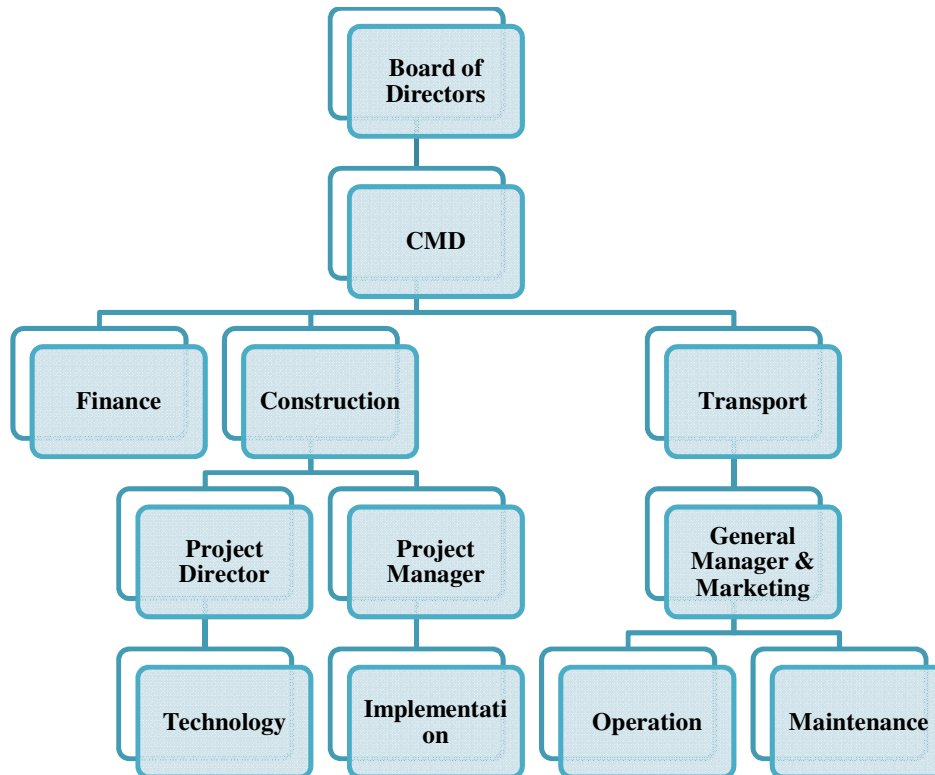 Board of
Directors
CMD
Finance
Construction
Transport
Project
Director
Project
Manager
General
Manager &
Marketing
Technology
Implementati
on
Operation
Maintenance